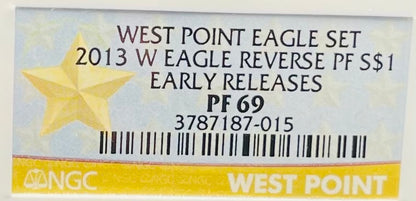 WEST POINT EAGLE SET
2013 W EAGLE REVERSE PF S$1
EARLY RELEASES
PF 69
3787187-015
NGC
WEST POINT